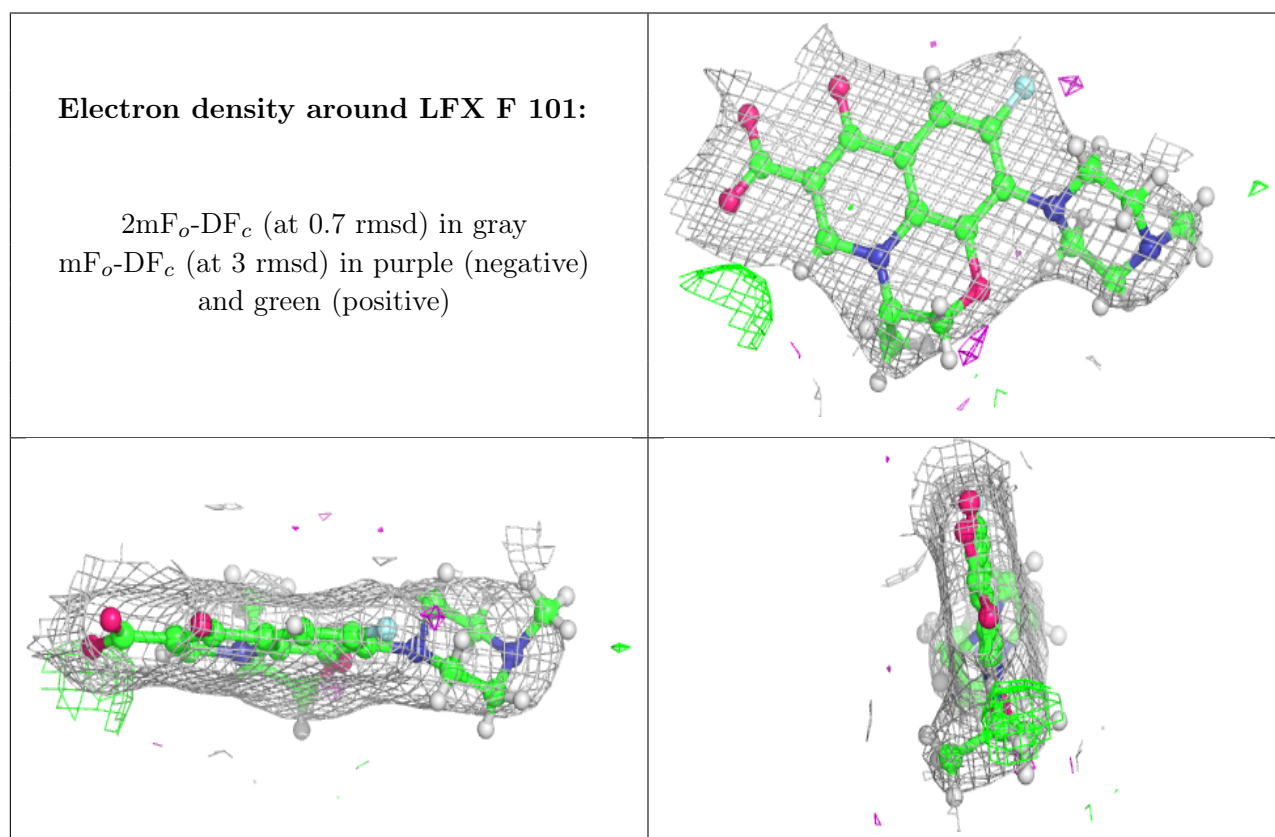 Electron density around LFX F 101:
2mFₒ-DF𝒸 (at 0.7 rmsd) in gray
mFₒ-DF𝒸 (at 3 rmsd) in purple (negative)
and green (positive)